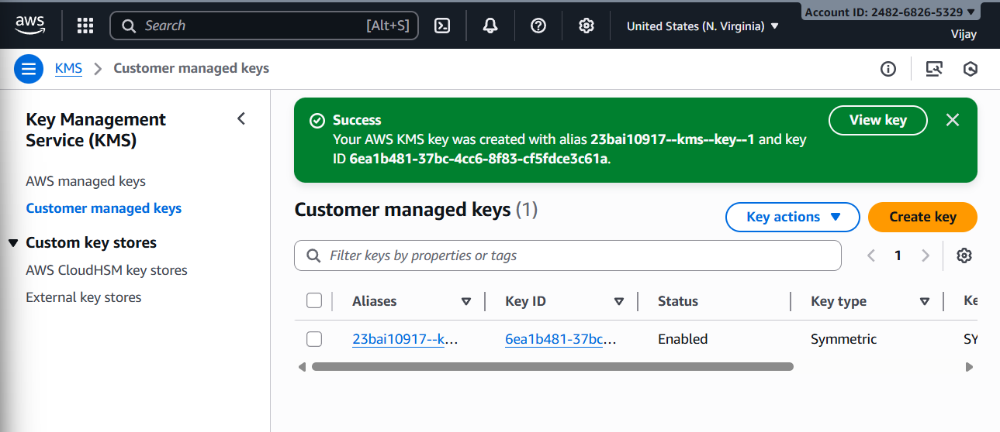 aws
Search [Alt+S]
United States (N. Virginia) ▼
Account ID: 2482-6826-5329 ▼
Vijay
KMS > Customer managed keys
Key Management
Service (KMS)
AWS managed keys
Customer managed keys
▼ Custom key stores
AWS CloudHSM key stores
External key stores
Success
Your AWS KMS key was created with alias 23bai10917--kms--key--1 and key
ID 6ea1b481-37bc-4cc6-8f83-cf5fdce3c61a.
View key
Customer managed keys (1)
Key actions ▼
Create key
Filter keys by properties or tags
1
Aliases Key ID Status Key type Ke
23bai10917--k... 6ea1b481-37bc... Enabled Symmetric SY